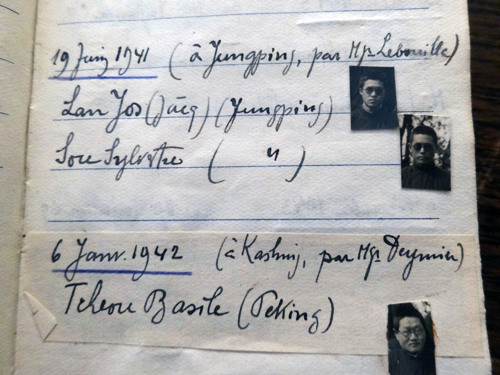 19 Juin 1941 (à Jungping, par Mgr Lebouille)
Lan Jos (Jacq) (Jungping)
Sou Sylvestre ( " )
6 Janv. 1942 (à Kashing, par Mgr Deymier)
Tcheou Basile (Peking)